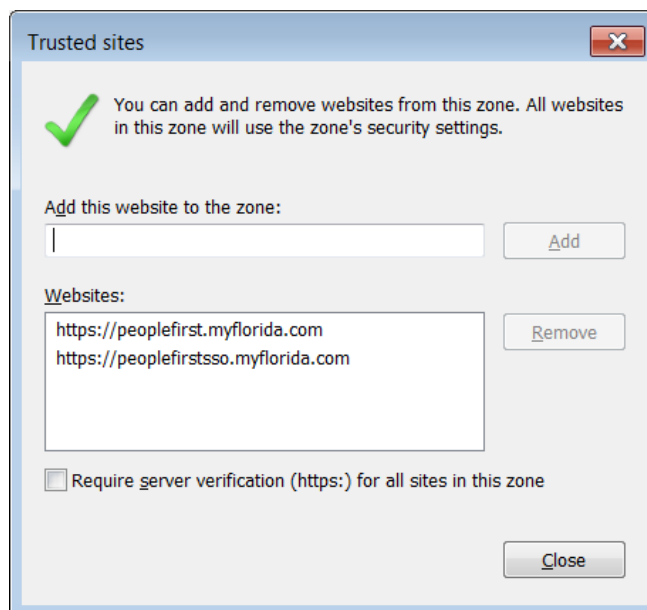 Trusted sites
You can add and remove websites from this zone. All websites
in this zone will use the zone's security settings.
Add this website to the zone:
Add
Websites:
https://peoplefirst.myflorida.com
Remove
https://peoplefirstsso.myflorida.com
Require server verification (https:) for all sites in this zone
Close